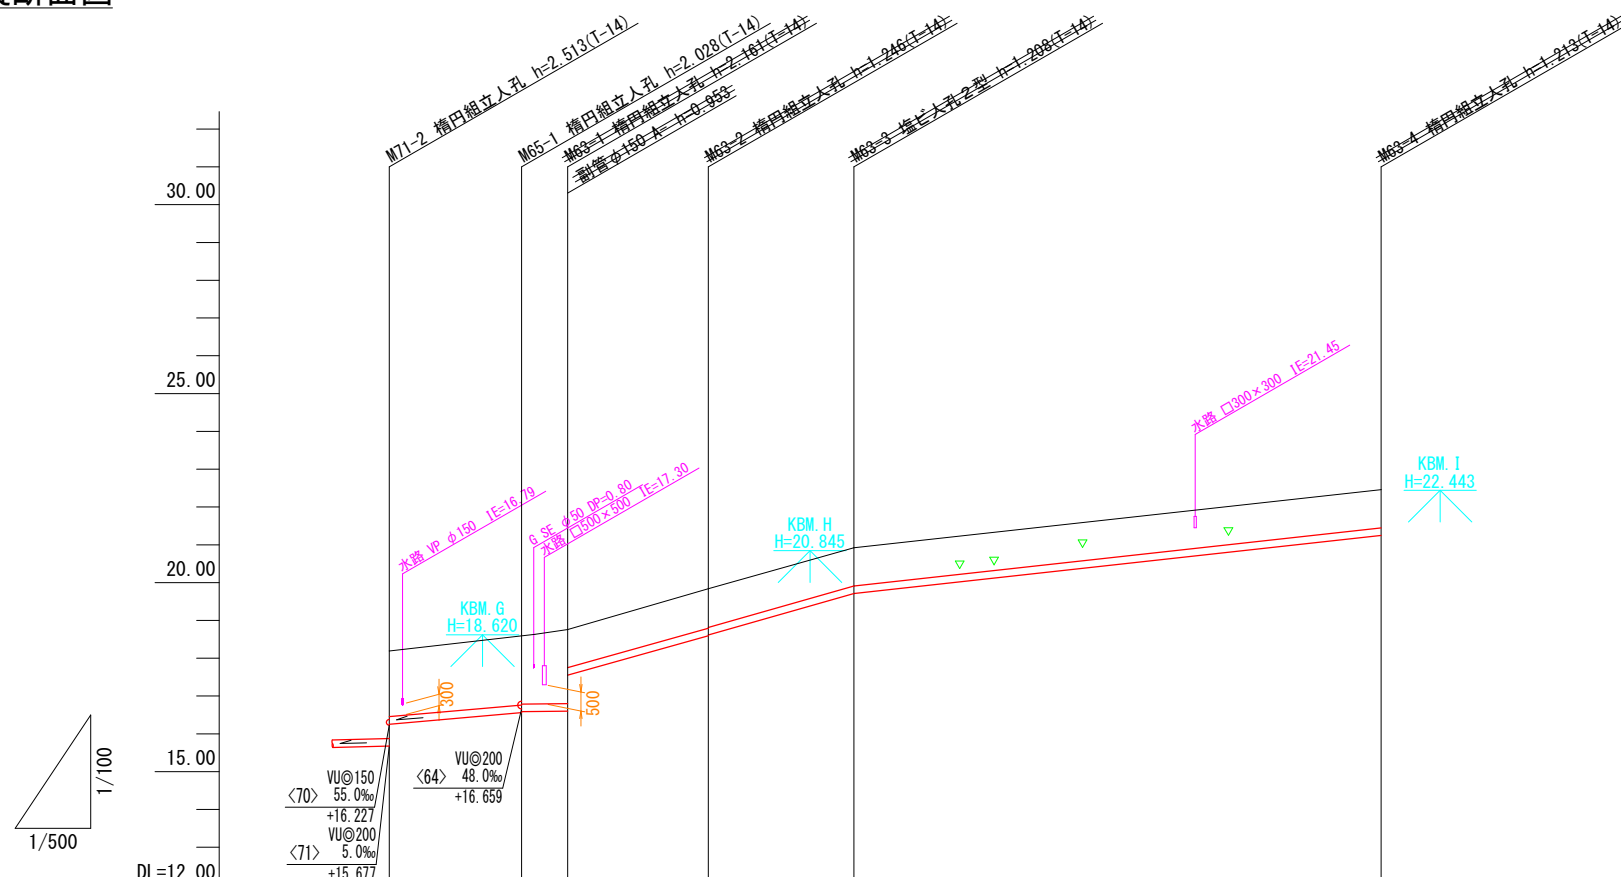 断面図
M71-2 楕円組立人孔 h=2.513(T-14)
M65-1 楕円組立人孔 h=2.028(T-14)
M63-1 楕円組立人孔 h=2.161(T-14)
副管φ150 A= h=0.953
M63-2 楕円組立人孔 h=1.246(T-14)
M63-3 塩ビ人孔2型 h=1.208(T-14)
M63-4 楕円組立人孔 h=1.213(T-14)
30.00
25.00
20.00
15.00
DL=12.00
水路 VP φ150 IE=16.79
G SE φ50 DP=0.80
水路 □500×500 IE=17.30
水路 □300×300 IE=21.45
KBM.G
H=18.620
KBM.H
H=20.845
KBM.I
H=22.443
300
500
VU◎150
〈70〉 55.0‰
+16.227
VU◎200
〈71〉 5.0‰
+15.677
VU◎200
〈64〉 48.0‰
+16.659
1/100
1/500